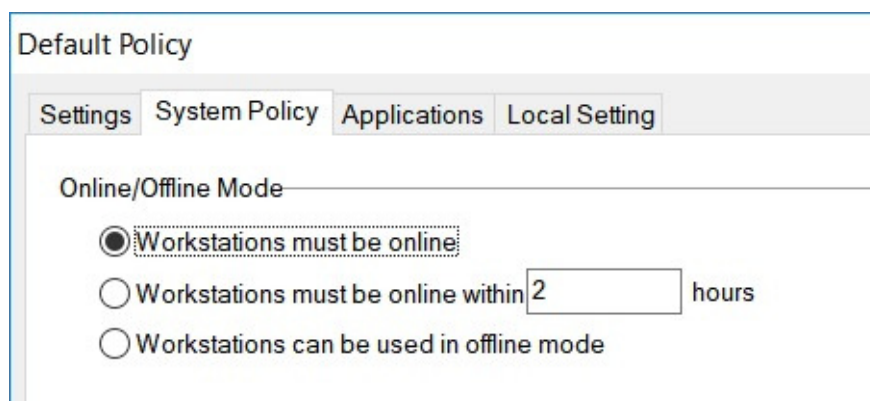 Default Policy
Settings System Policy Applications Local Setting
Online/Offline Mode
Workstations must be online
Workstations must be online within 2 hours
Workstations can be used in offline mode